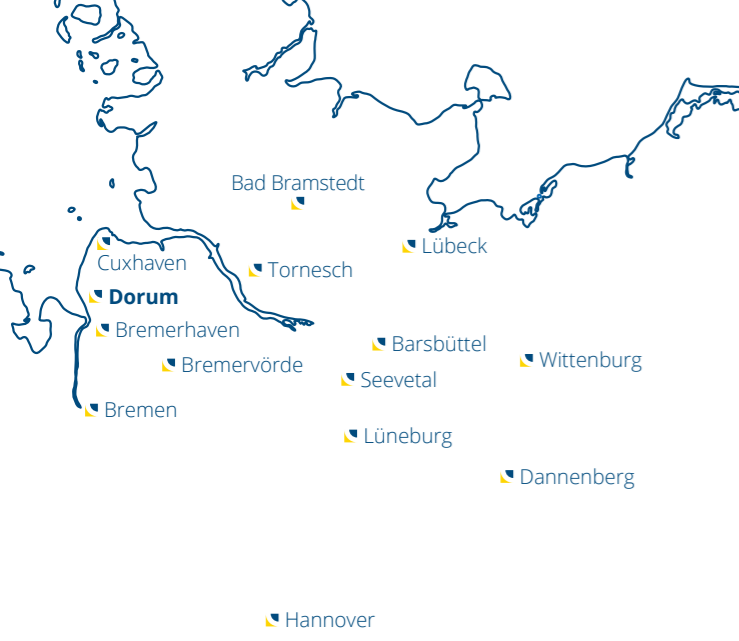 Bad Bramstedt
Lübeck
Cuxhaven
Tornesch
Dorum
Bremerhaven
Barsbüttel
Wittenburg
Bremervörde
Seevetal
Bremen
Lüneburg
Dannenberg
Hannover